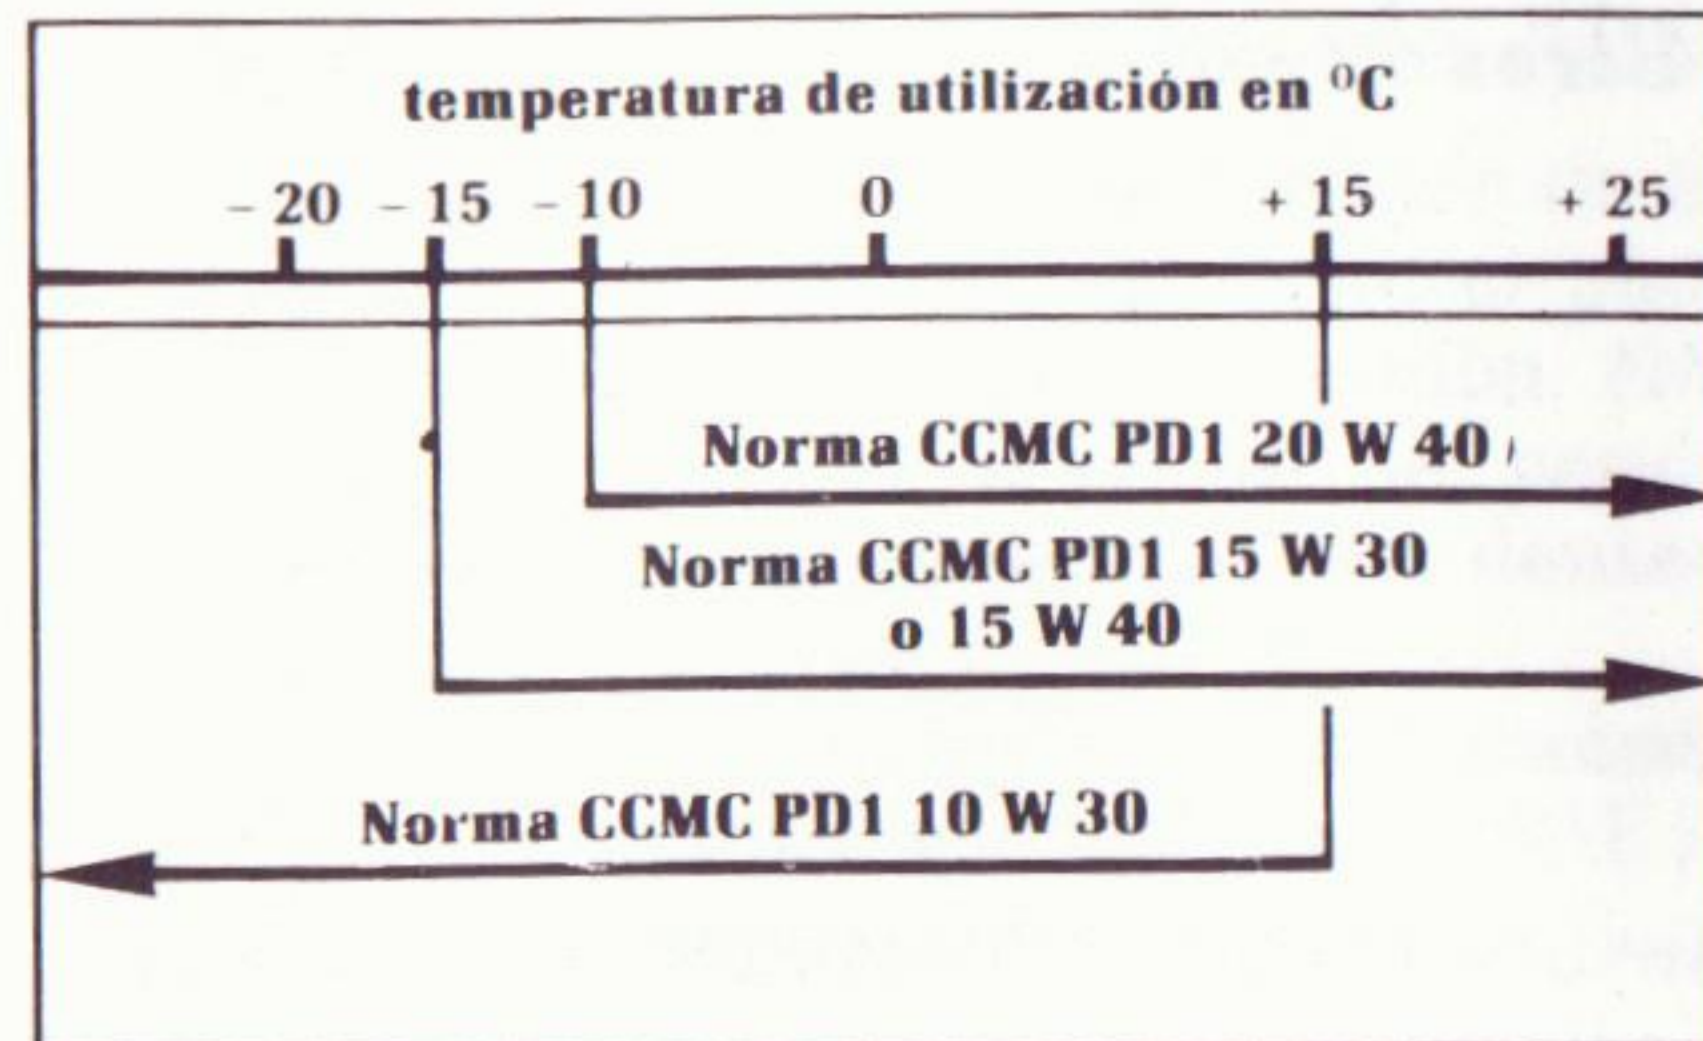 temperatura de utilización en ºC
– 20 – 15 – 10 0 + 15 + 25
Norma CCMC PD1 20 W 40
Norma CCMC PD1 15 W 30
o 15 W 40
Norma CCMC PD1 10 W 30